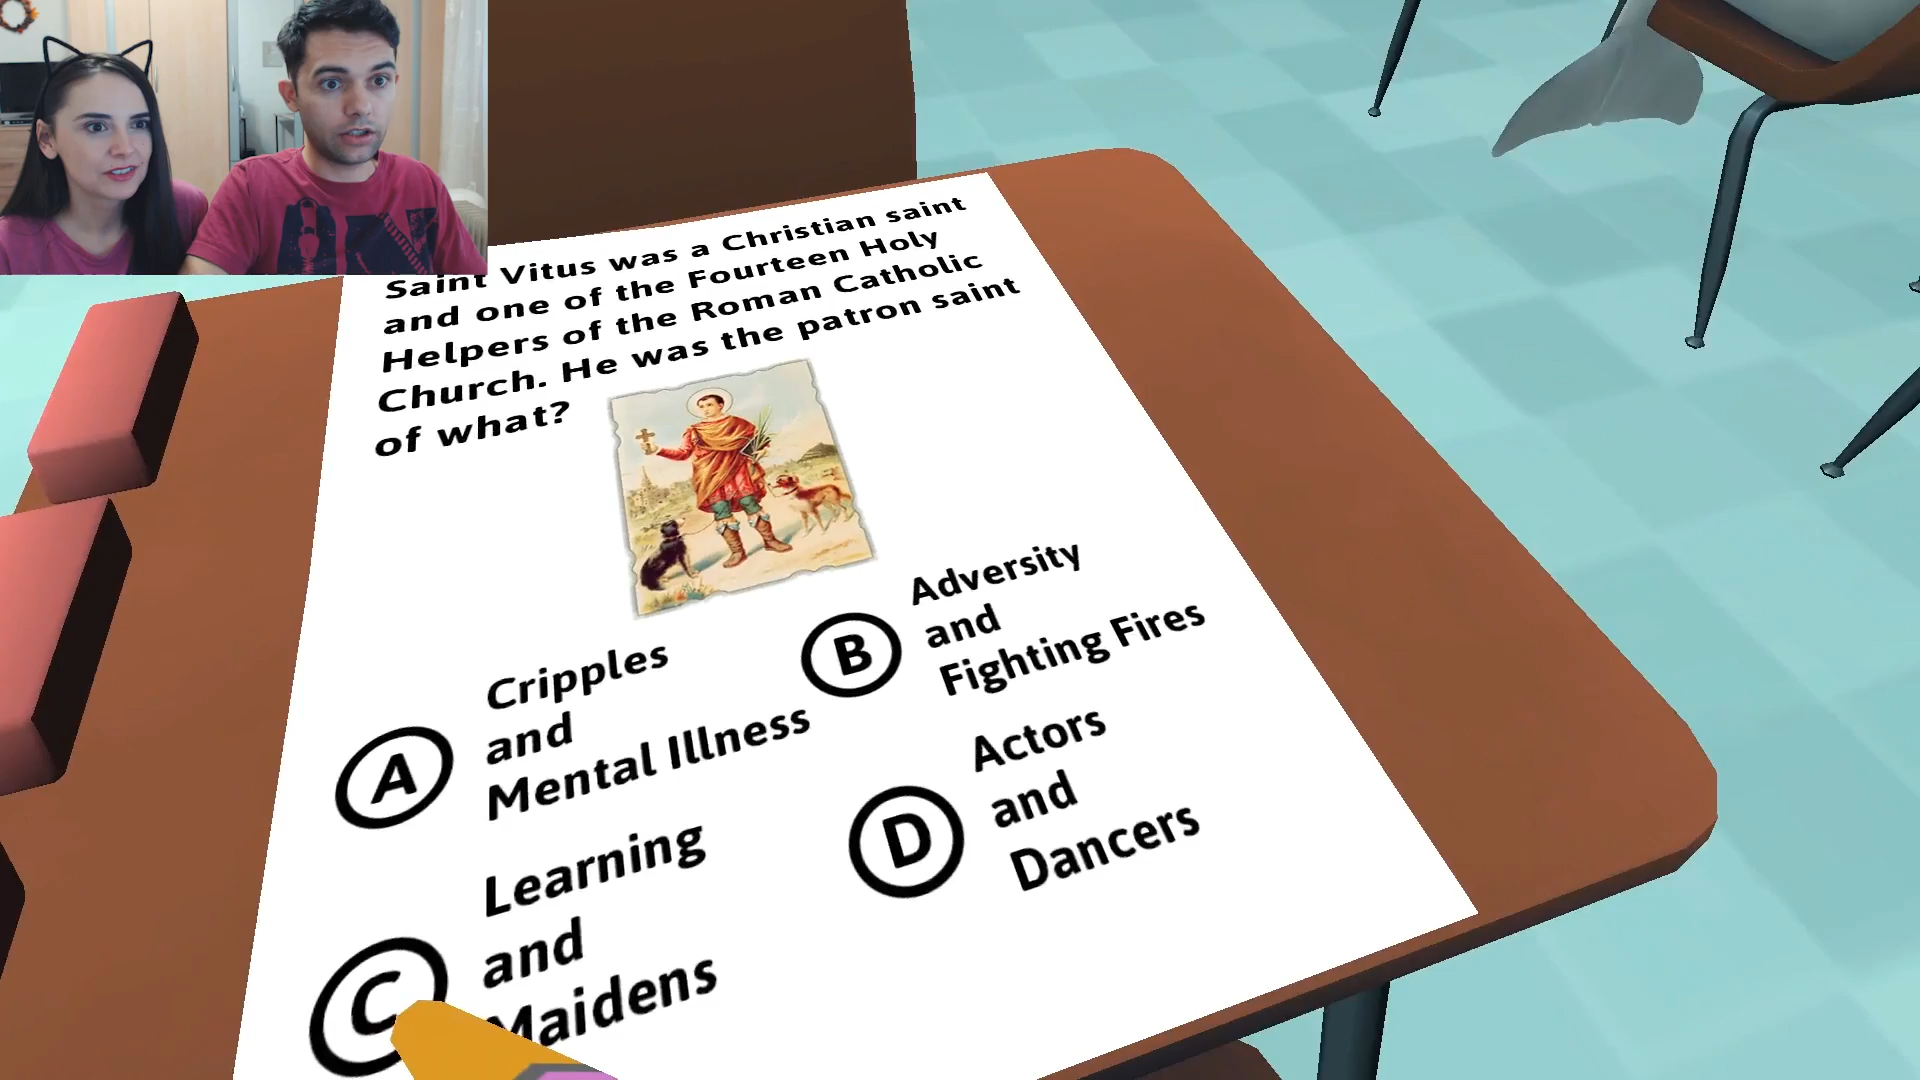 Saint Vitus was a Christian saint
and one of the Fourteen Holy
Helpers of the Roman Catholic
Church. He was the patron saint
of what?
A
Cripples
and
Mental Illness
B
Adversity
and
Fighting Fires
C
Learning
and
Maidens
D
Actors
and
Dancers